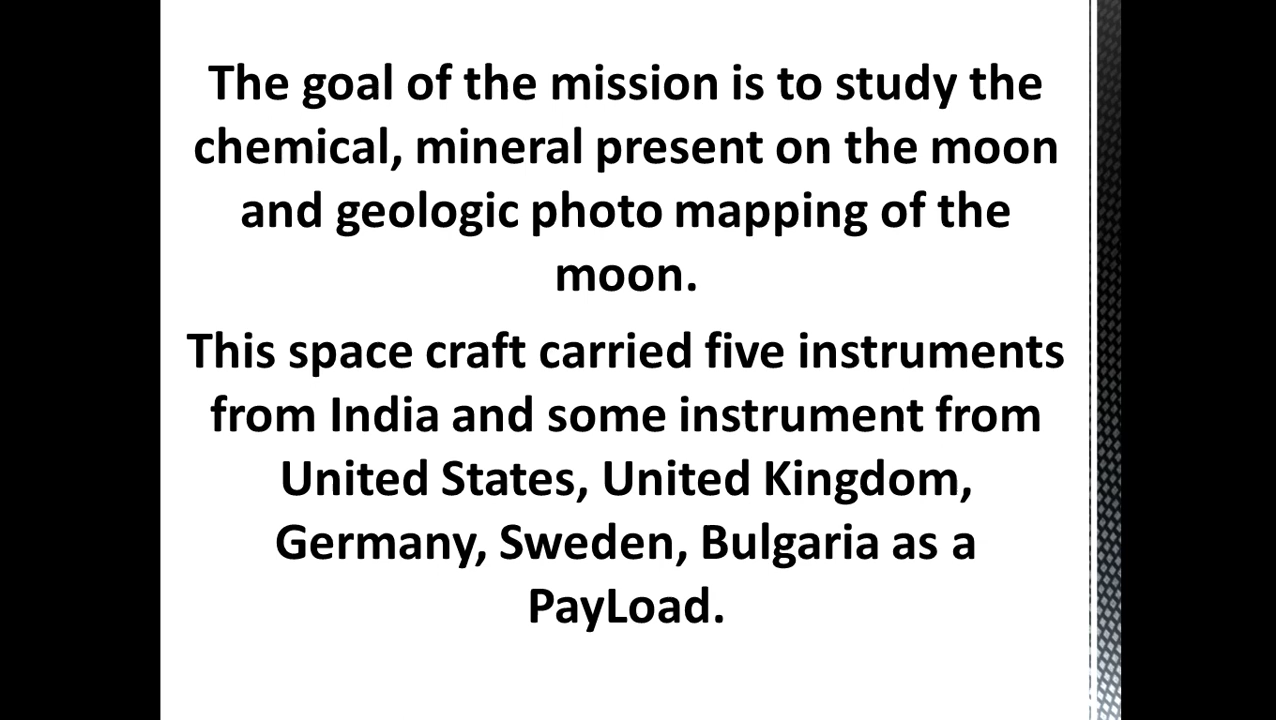 The goal of the mission is to study the
chemical, mineral present on the moon
and geologic photo mapping of the
moon.
This space craft carried five instruments
from India and some instrument from
United States, United Kingdom,
Germany, Sweden, Bulgaria as a
PayLoad.